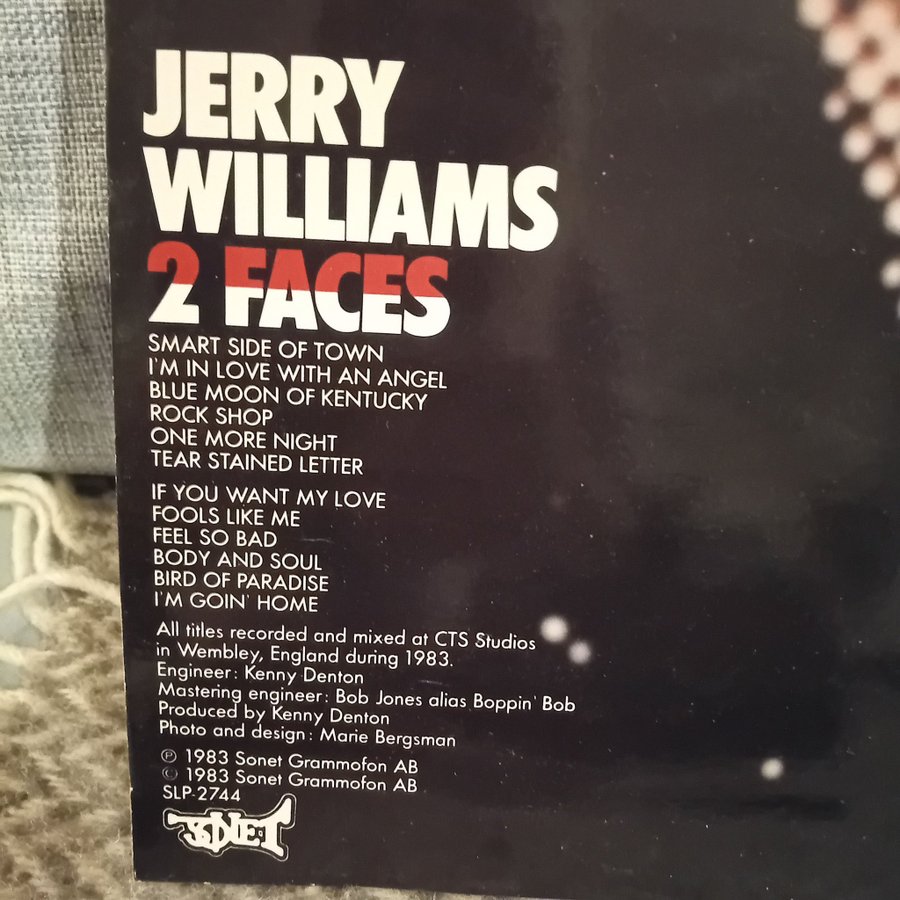 JERRY
WILLIAMS
2 FACES
SMART SIDE OF TOWN
I'M IN LOVE WITH AN ANGEL
BLUE MOON OF KENTUCKY
ROCK SHOP
ONE MORE NIGHT
TEAR STAINED LETTER
IF YOU WANT MY LOVE
FOOLS LIKE ME
FEEL SO BAD
BODY AND SOUL
BIRD OF PARADISE
I'M GOIN' HOME
All titles recorded and mixed at CTS Studios
in Wembley, England during 1983.
Engineer: Kenny Denton
Mastering engineer: Bob Jones alias Boppin' Bob
Produced by Kenny Denton
Photo and design: Marie Bergsman
℗ 1983 Sonet Grammofon AB
© 1983 Sonet Grammofon AB
SLP-2744
SONET